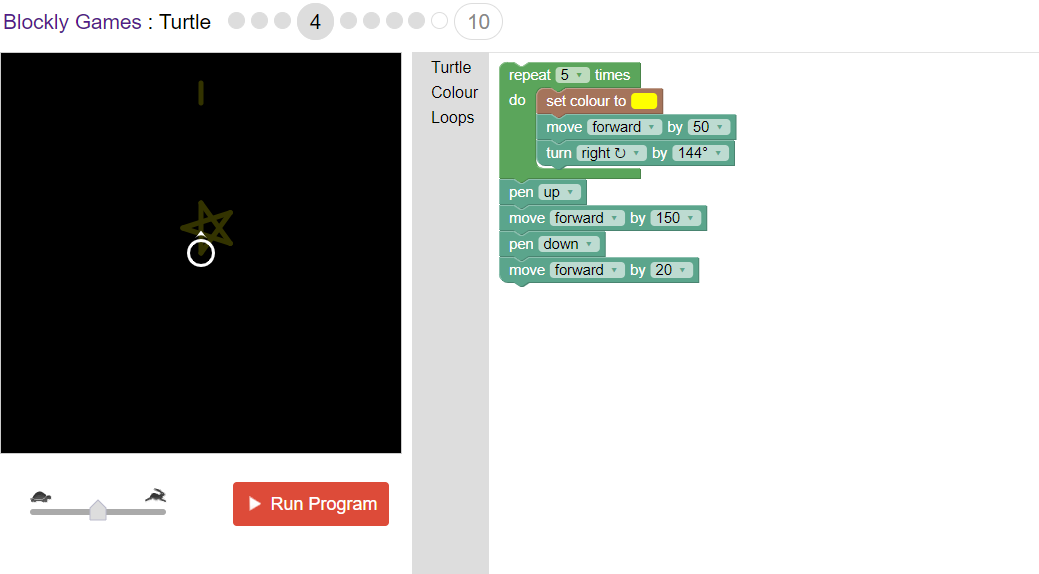 Blockly Games : Turtle 4 10
Turtle
Colour
Loops
repeat 5 times
do set colour to
move forward by 50
turn right ↻ by 144°
pen up
move forward by 150
pen down
move forward by 20
Run Program